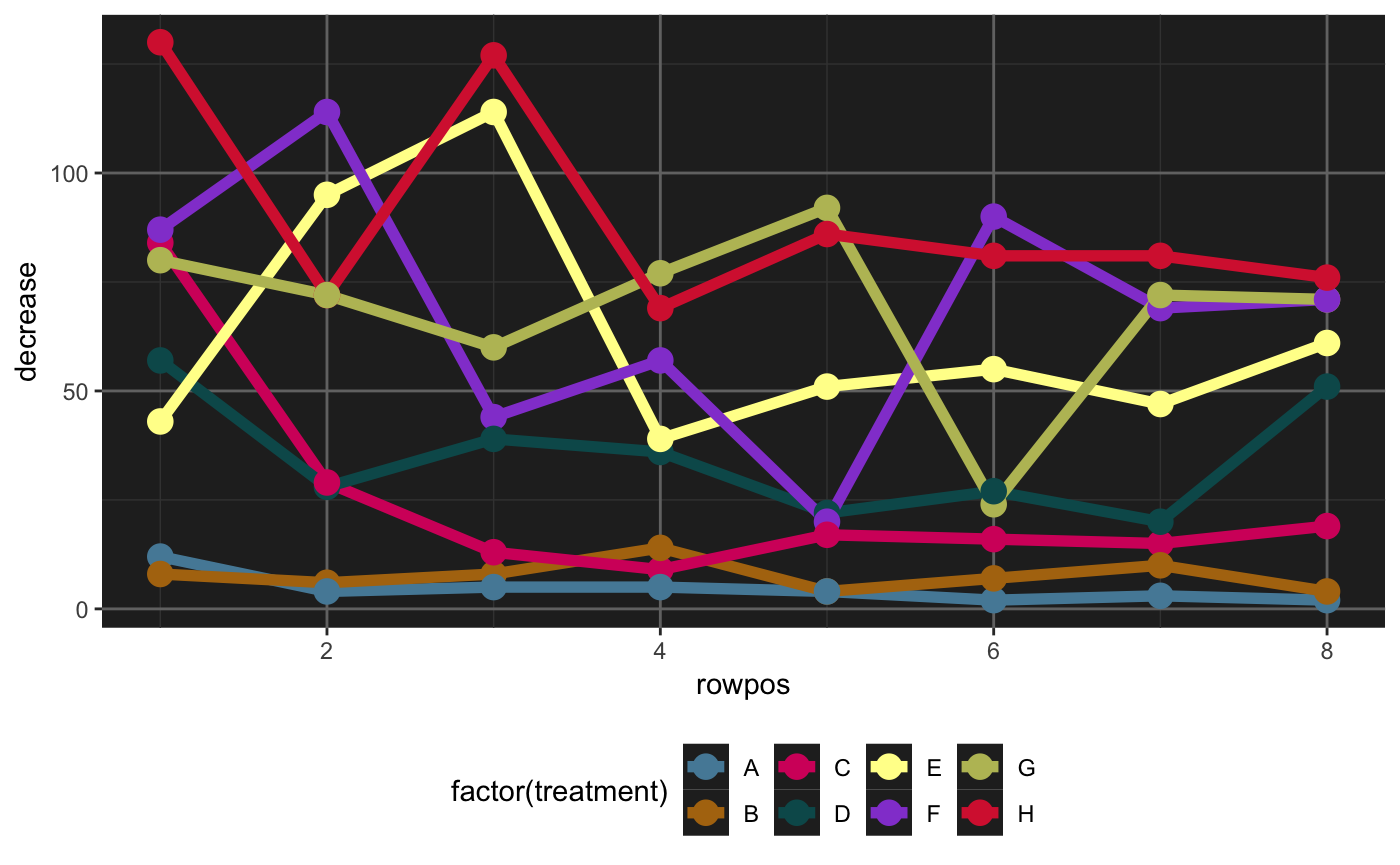 decrease
100
50
0
2 4 6 8
rowpos
factor(treatment)
A C E G
B D F H